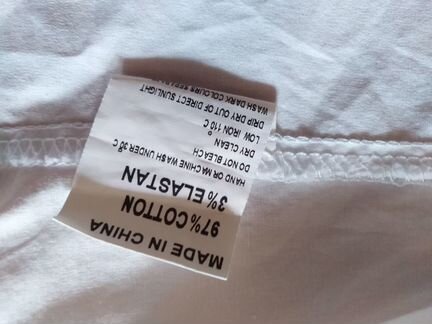 MADE IN CHINA
97% COTTON
3% ELASTAN
HAND OR MACHINE WASH UNDER 30°C
DO NOT BLEACH
DRY CLEAN
LOW IRON 110°C
DRIP DRY OUT OF DIRECT SUNLIGHT
WASH DARK COLOURS